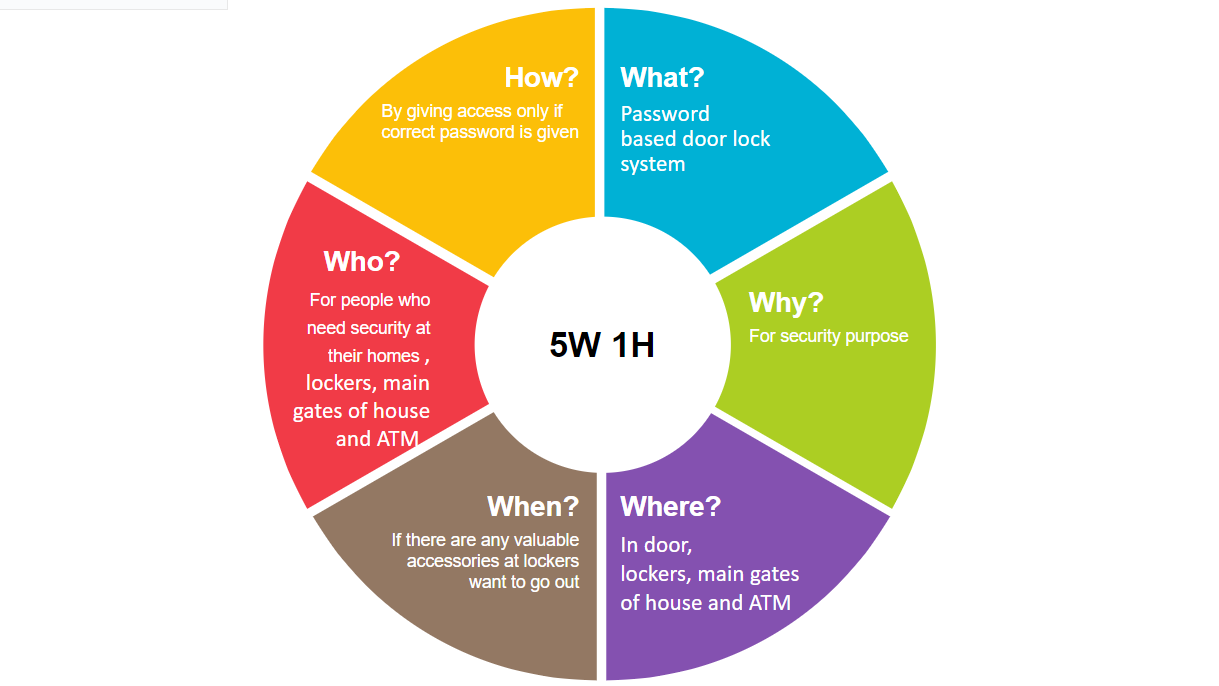 How?
By giving access only if
correct password is given
What?
Password
based door lock
system
Who?
For people who
need security at
their homes ,
lockers, main
gates of house
and ATM
5W 1H
Why?
For security purpose
When?
If there are any valuable
accessories at lockers
want to go out
Where?
In door,
lockers, main gates
of house and ATM